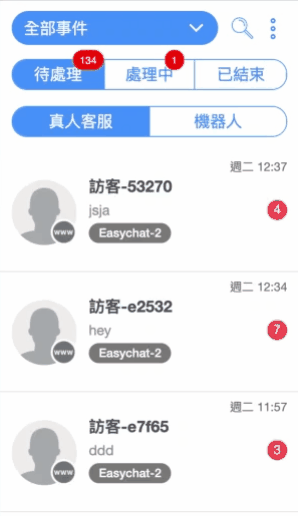 全部事件
134
1
待處理
處理中
已結束
真人客服
機器人
週二 12:37
訪客-53270
jsja
4
www
Easychat-2
週二 12:34
訪客-e2532
hey
7
www
Easychat-2
週二 11:57
訪客-e7f65
ddd
3
www
Easychat-2